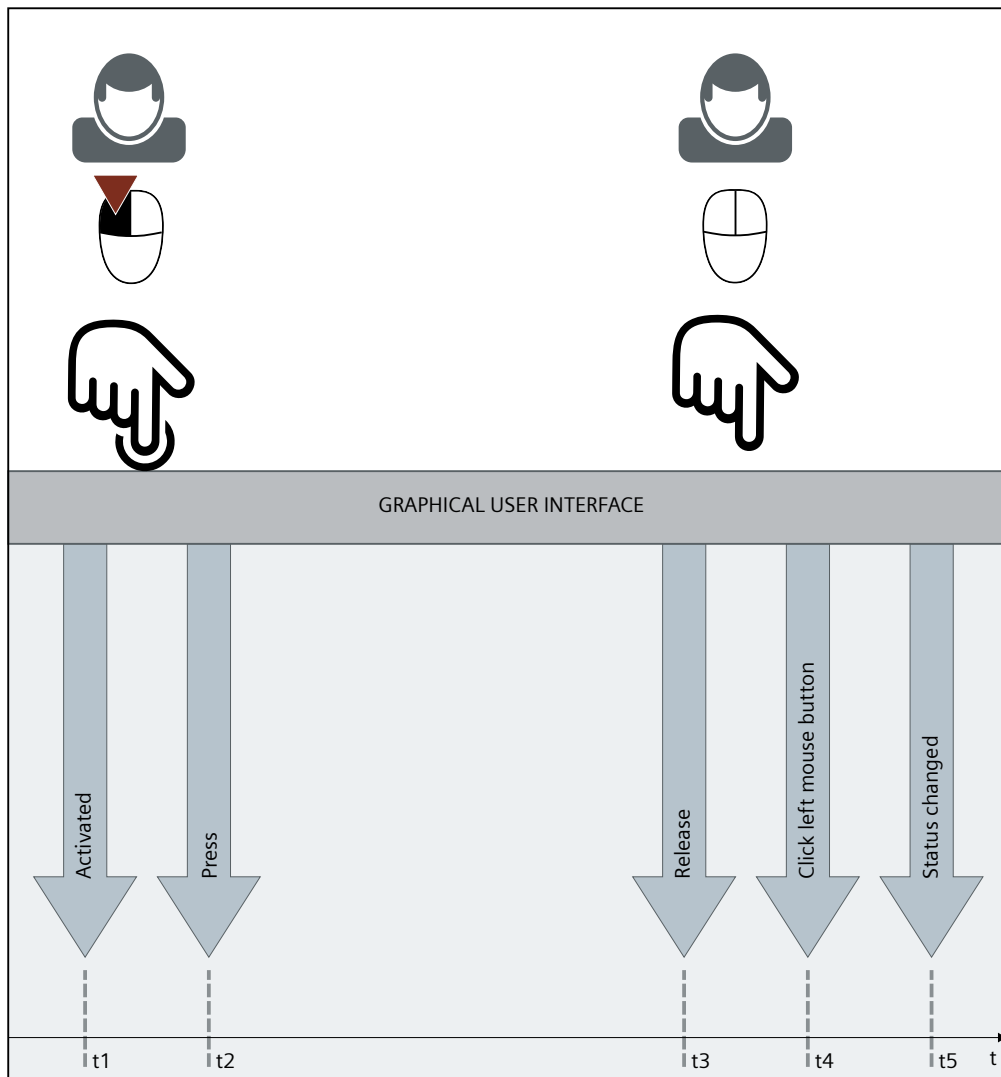 GRAPHICAL USER INTERFACE
Activated
Press
Release
Click left mouse button
Status changed
t1
t2
t3
t4
t5
t